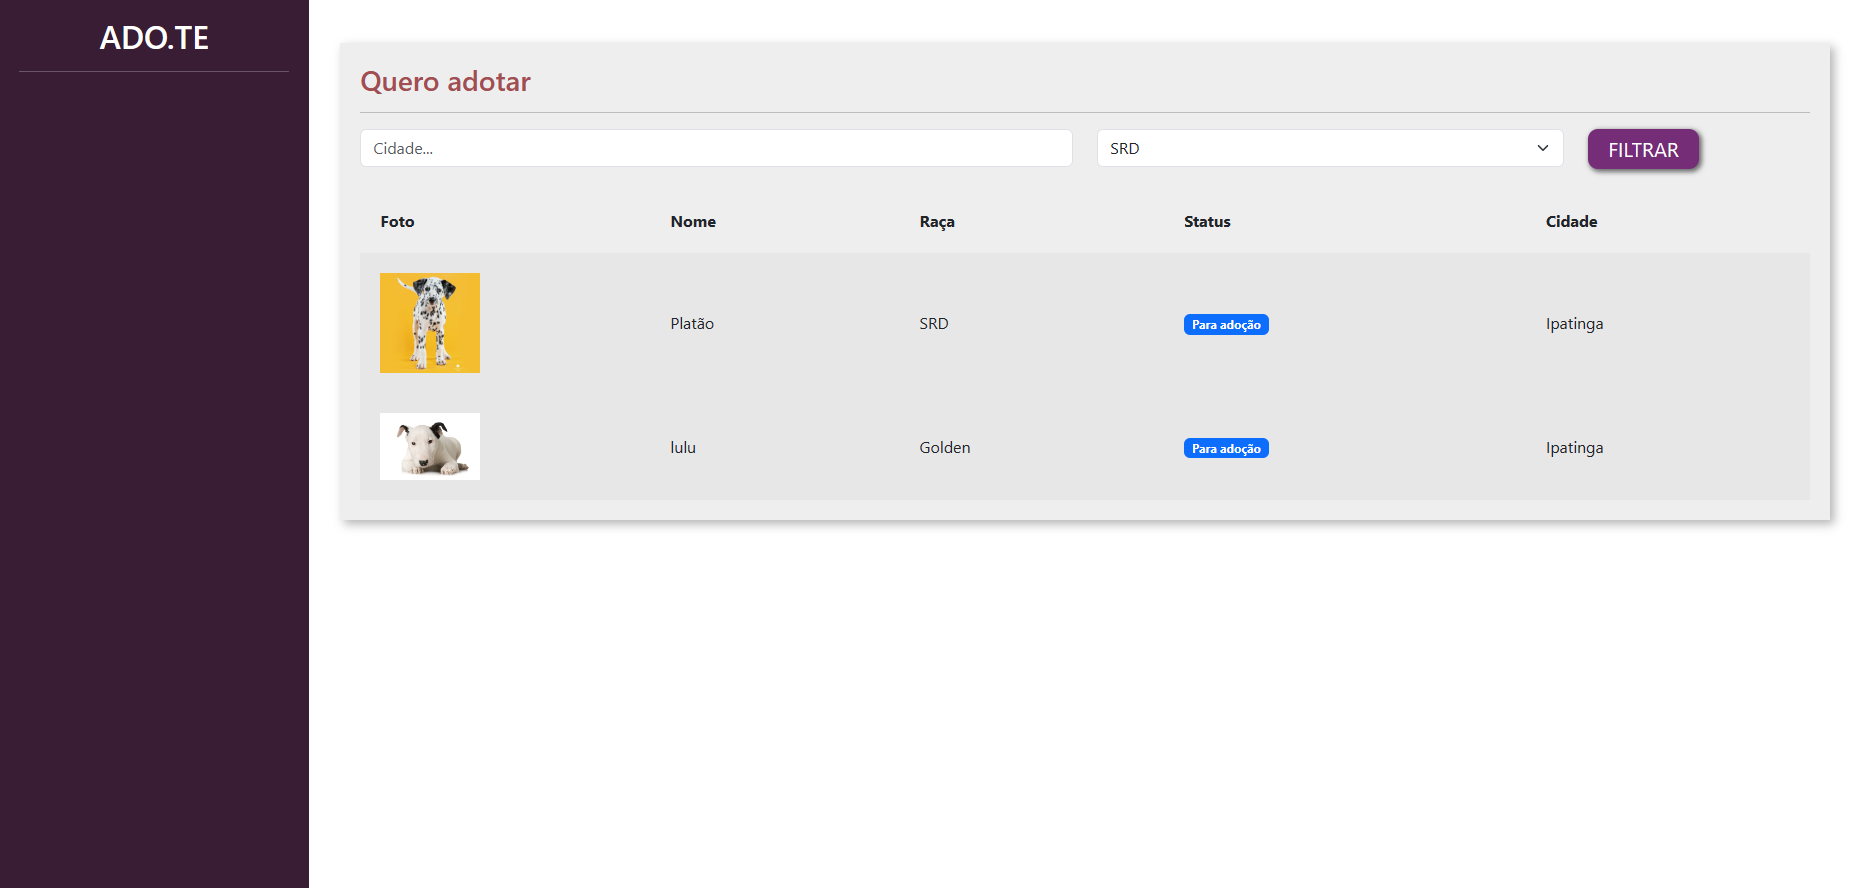 ADO.TE
Quero adotar
Cidade...
SRD
FILTRAR
Foto Nome Raça Status Cidade
Platão SRD Para adoção Ipatinga
lulu Golden Para adoção Ipatinga